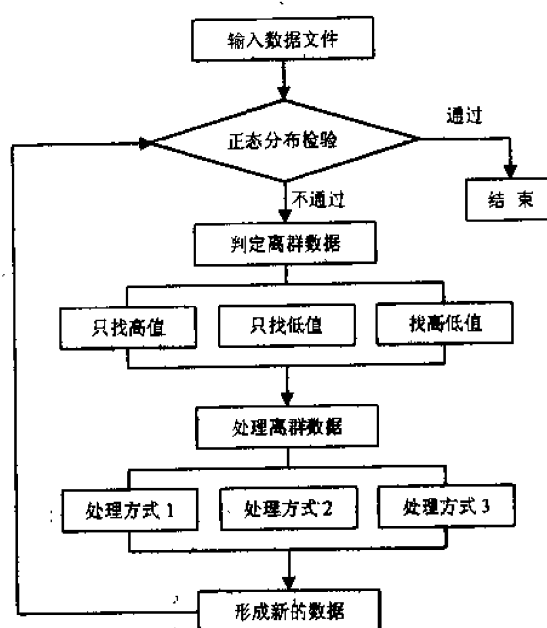 输入数据文件
正态分布检验
通过
不通过
结 束
判定离群数据
只找高值
只找低值
找高低值
处理离群数据
处理方式 1
处理方式 2
处理方式 3
形成新的数据